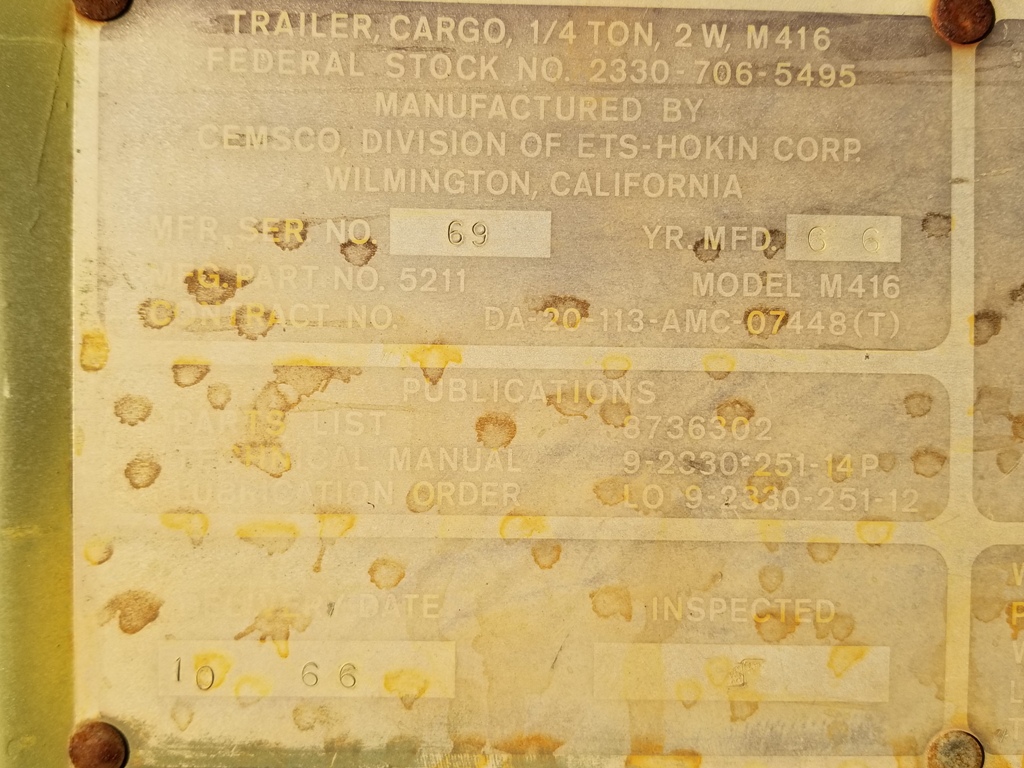 TRAILER, CARGO, 1/4 TON, 2 W, M416
FEDERAL STOCK NO. 2330-706-5495
MANUFACTURED BY
CEMSCO, DIVISION OF ETS-HOKIN CORP.
WILMINGTON, CALIFORNIA
MFR. SER. NO. 69 YR. MFD. 6 6
MFG. PART NO. 5211 MODEL M416
CONTRACT NO. DA-20-113-AMC-07448(T)
PUBLICATIONS
PARTS LIST 8736302
TECHNICAL MANUAL 9-2330-251-14P
LUBRICATION ORDER LO 9-2330-251-12
DELIVERY DATE INSPECTED
10 66